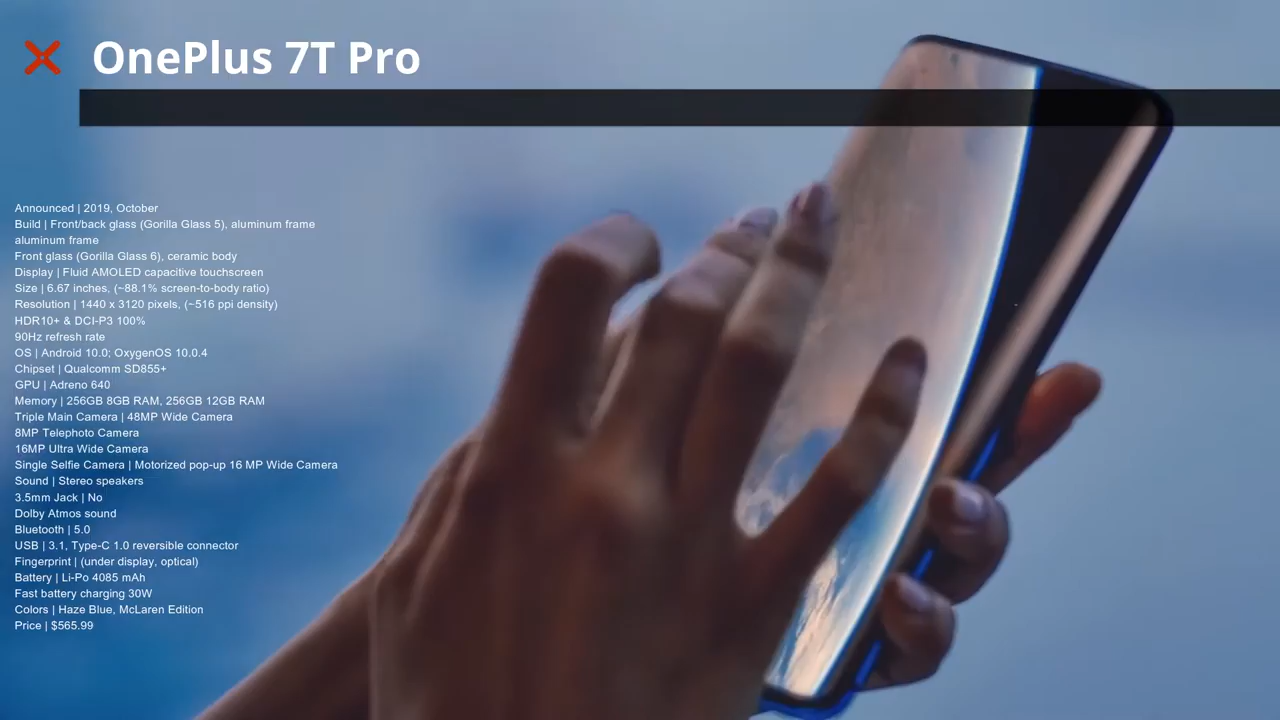 OnePlus 7T Pro
Announced | 2019, October
Build | Front/back glass (Gorilla Glass 5), aluminum frame
aluminum frame
Front glass (Gorilla Glass 6), ceramic body
Display | Fluid AMOLED capacitive touchscreen
Size | 6.67 inches, (~88.1% screen-to-body ratio)
Resolution | 1440 x 3120 pixels, (~516 ppi density)
HDR10+ & DCI-P3 100%
90Hz refresh rate
OS | Android 10.0; OxygenOS 10.0.4
Chipset | Qualcomm SD855+
GPU | Adreno 640
Memory | 256GB 8GB RAM, 256GB 12GB RAM
Triple Main Camera | 48MP Wide Camera
8MP Telephoto Camera
16MP Ultra Wide Camera
Single Selfie Camera | Motorized pop-up 16 MP Wide Camera
Sound | Stereo speakers
3.5mm Jack | No
Dolby Atmos sound
Bluetooth | 5.0
USB | 3.1, Type-C 1.0 reversible connector
Fingerprint | (under display, optical)
Battery | Li-Po 4085 mAh
Fast battery charging 30W
Colors | Haze Blue, McLaren Edition
Price | $565.99